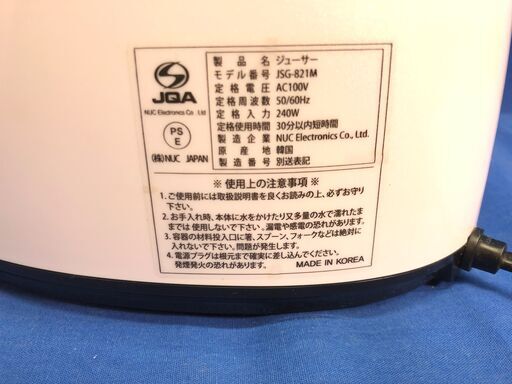 JQA
NUC Electronics Co Ltd
PS
E
(株)NUC JAPAN
製品名 ジューサー
モデル番号 JSG-821M
定格電圧 AC100V
定格周波数 50/60Hz
定格入力 240W
定格使用時間 30分以内短時間
製造企業 NUC Electronics Co., Ltd.
原産地 韓国
製造番号 別送表記
※ 使用上の注意事項 ※
1. ご使用前には取扱説明書を良くお読みの上、必ずお守り
下さい。
2. お手入れ時、本体に水をかけたり又多量の水で濡れたま
までは 使用しないで下さい。漏電や感電の恐れがあります。
3. 容器の材料投入口に箸、スプーン、フォークなどは絶対に
入れないで下さい。問題が発生します。
4. 電源プラグは根元まで確実に差し込んでください。
発煙発火の恐れがあります。
MADE IN KOREA